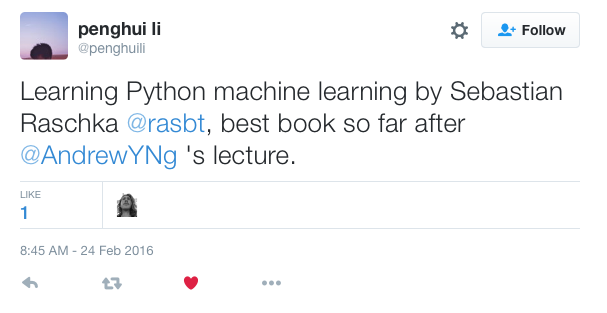 penghui li
@penghuili
Follow
Learning Python machine learning by Sebastian
Raschka @rasbt, best book so far after
@AndrewYNg 's lecture.
LIKE
1
8:45 AM - 24 Feb 2016